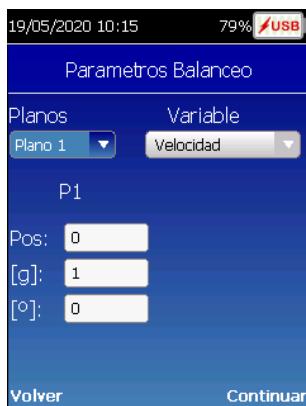 19/05/2020 10:15 79% USB
Parametros Balanceo
Planos Variable
Plano 1 Velocidad
P1
Pos: 0
[g]: 1
[º]: 0
Volver Continuar